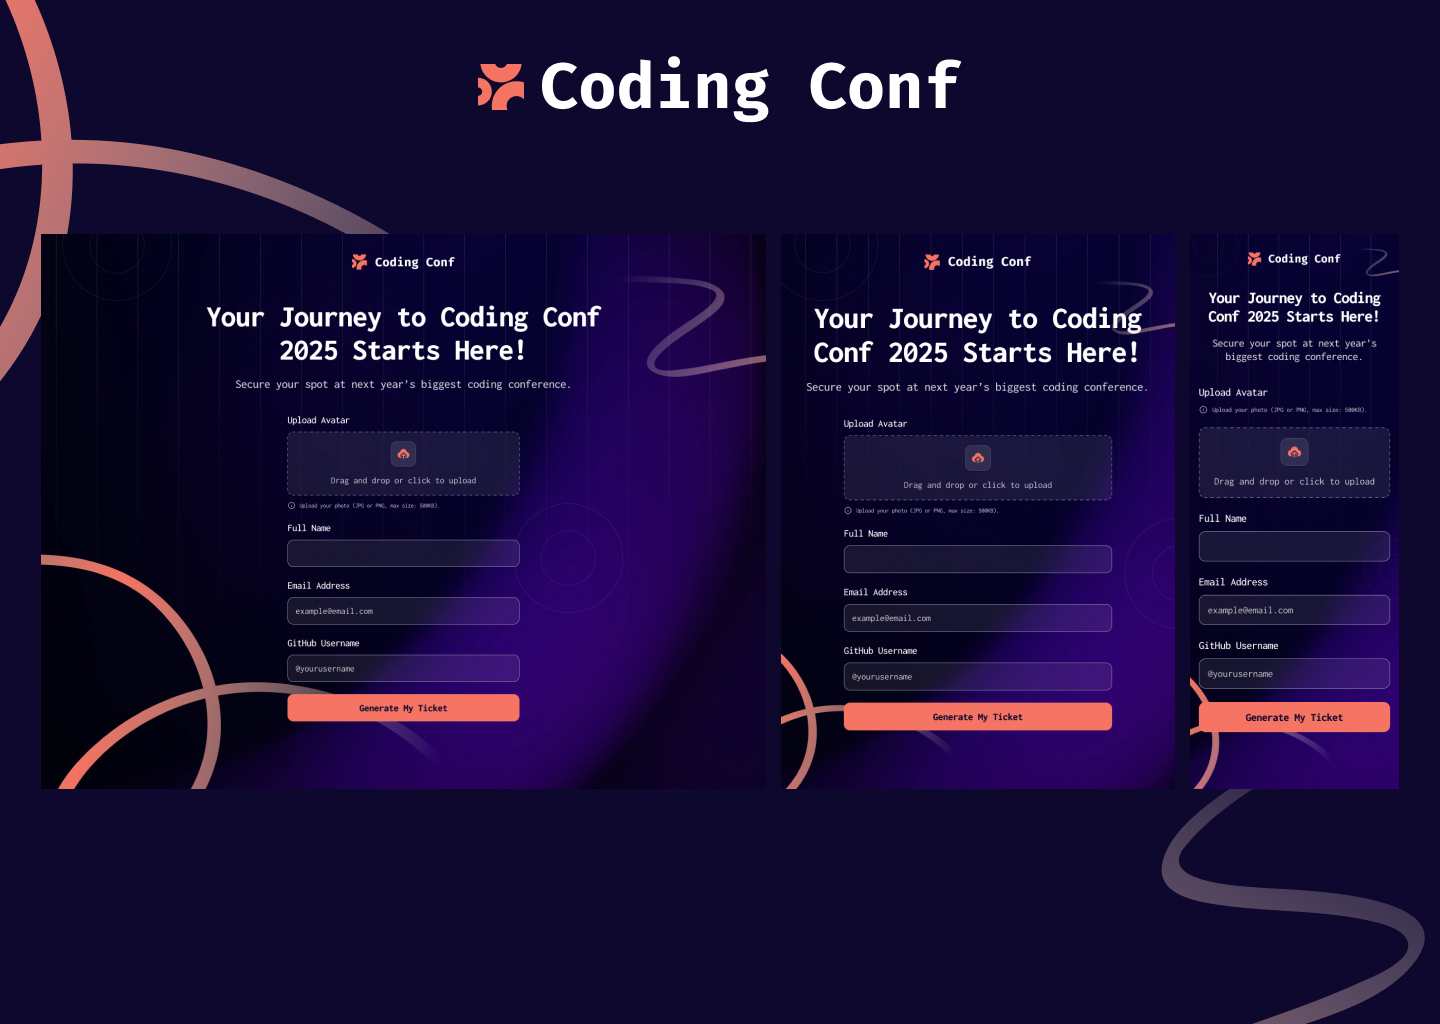 Coding Conf
Coding Conf
Your Journey to Coding Conf
2025 Starts Here!
Secure your spot at next year’s biggest coding conference.
Upload Avatar
Drag and drop or click to upload
Upload your photo (JPG or PNG, max size: 500KB).
Full Name
Email Address
example@email.com
GitHub Username
@yourusername
Generate My Ticket
Coding Conf
Your Journey to Coding
Conf 2025 Starts Here!
Secure your spot at next year’s biggest coding conference.
Upload Avatar
Drag and drop or click to upload
Upload your photo (JPG or PNG, max size: 500KB).
Full Name
Email Address
example@email.com
GitHub Username
@yourusername
Generate My Ticket
Coding Conf
Your Journey to Coding
Conf 2025 Starts Here!
Secure your spot at next year’s
biggest coding conference.
Upload Avatar
Upload your photo (JPG or PNG, max size: 500KB).
Drag and drop or click to upload
Full Name
Email Address
example@email.com
GitHub Username
@yourusername
Generate My Ticket